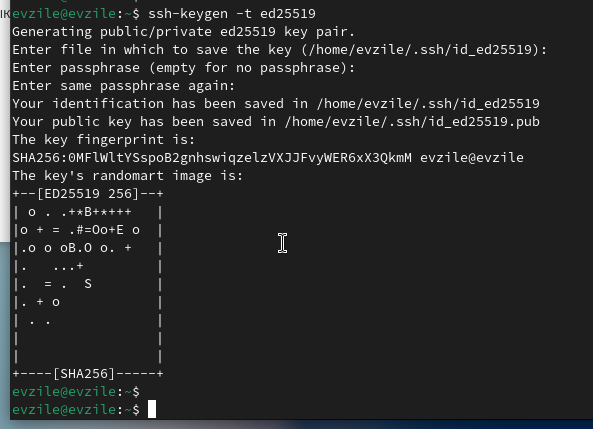 evzile@evzile:~$ ssh-keygen -t ed25519
Generating public/private ed25519 key pair.
Enter file in which to save the key (/home/evzile/.ssh/id_ed25519):
Enter passphrase (empty for no passphrase):
Enter same passphrase again:
Your identification has been saved in /home/evzile/.ssh/id_ed25519
Your public key has been saved in /home/evzile/.ssh/id_ed25519.pub
The key fingerprint is:
SHA256:0MFlWltYSspoB2gnhswiqzelzVXJJFvyWER6xX3QkmM evzile@evzile
The key's randomart image is:
+--[ED25519 256]--+
| o . .+*B+*+++   |
|o + = .#=Oo+E o  |
|.o o oB.O o. +   |
|.   ...+         |
|.  = .  S        |
|. + o            |
| . .             |
|                 |
|                 |
+----[SHA256]-----+
evzile@evzile:~$
evzile@evzile:~$